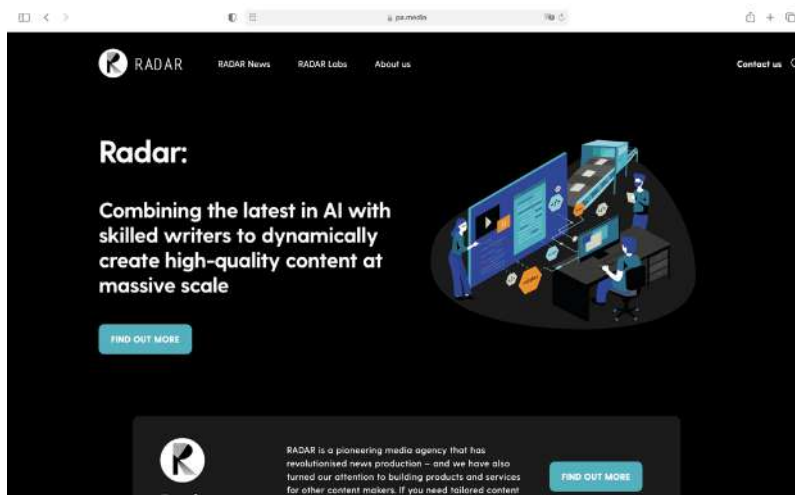 pa.media
RADAR
RADAR News
RADAR Labs
About us
Contact us
Radar:
Combining the latest in AI with
skilled writers to dynamically
create high-quality content at
massive scale
FIND OUT MORE
RADAR is a pioneering media agency that has
revolutionised news production – and we have also
turned our attention to building products and services
for other content makers. If you need tailored content
FIND OUT MORE